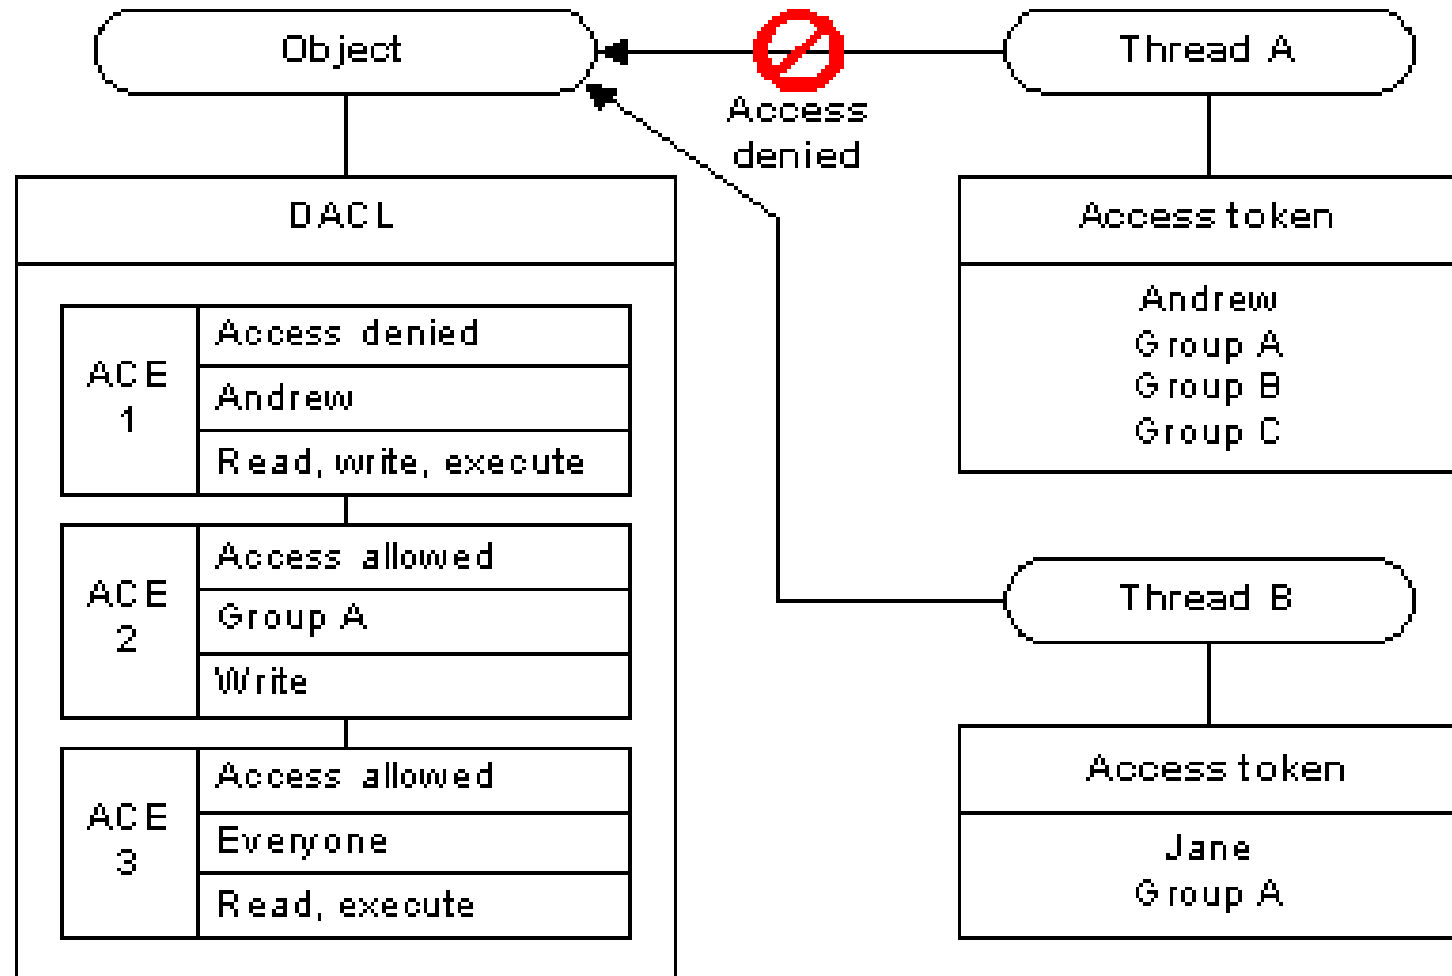 Object
Thread A
Access
denied
DACL
Access token
ACE
1
Access denied
Andrew
Read, write, execute
Andrew
Group A
Group B
Group C
ACE
2
Access allowed
Group A
Write
Thread B
ACE
3
Access allowed
Everyone
Read, execute
Access token
Jane
Group A